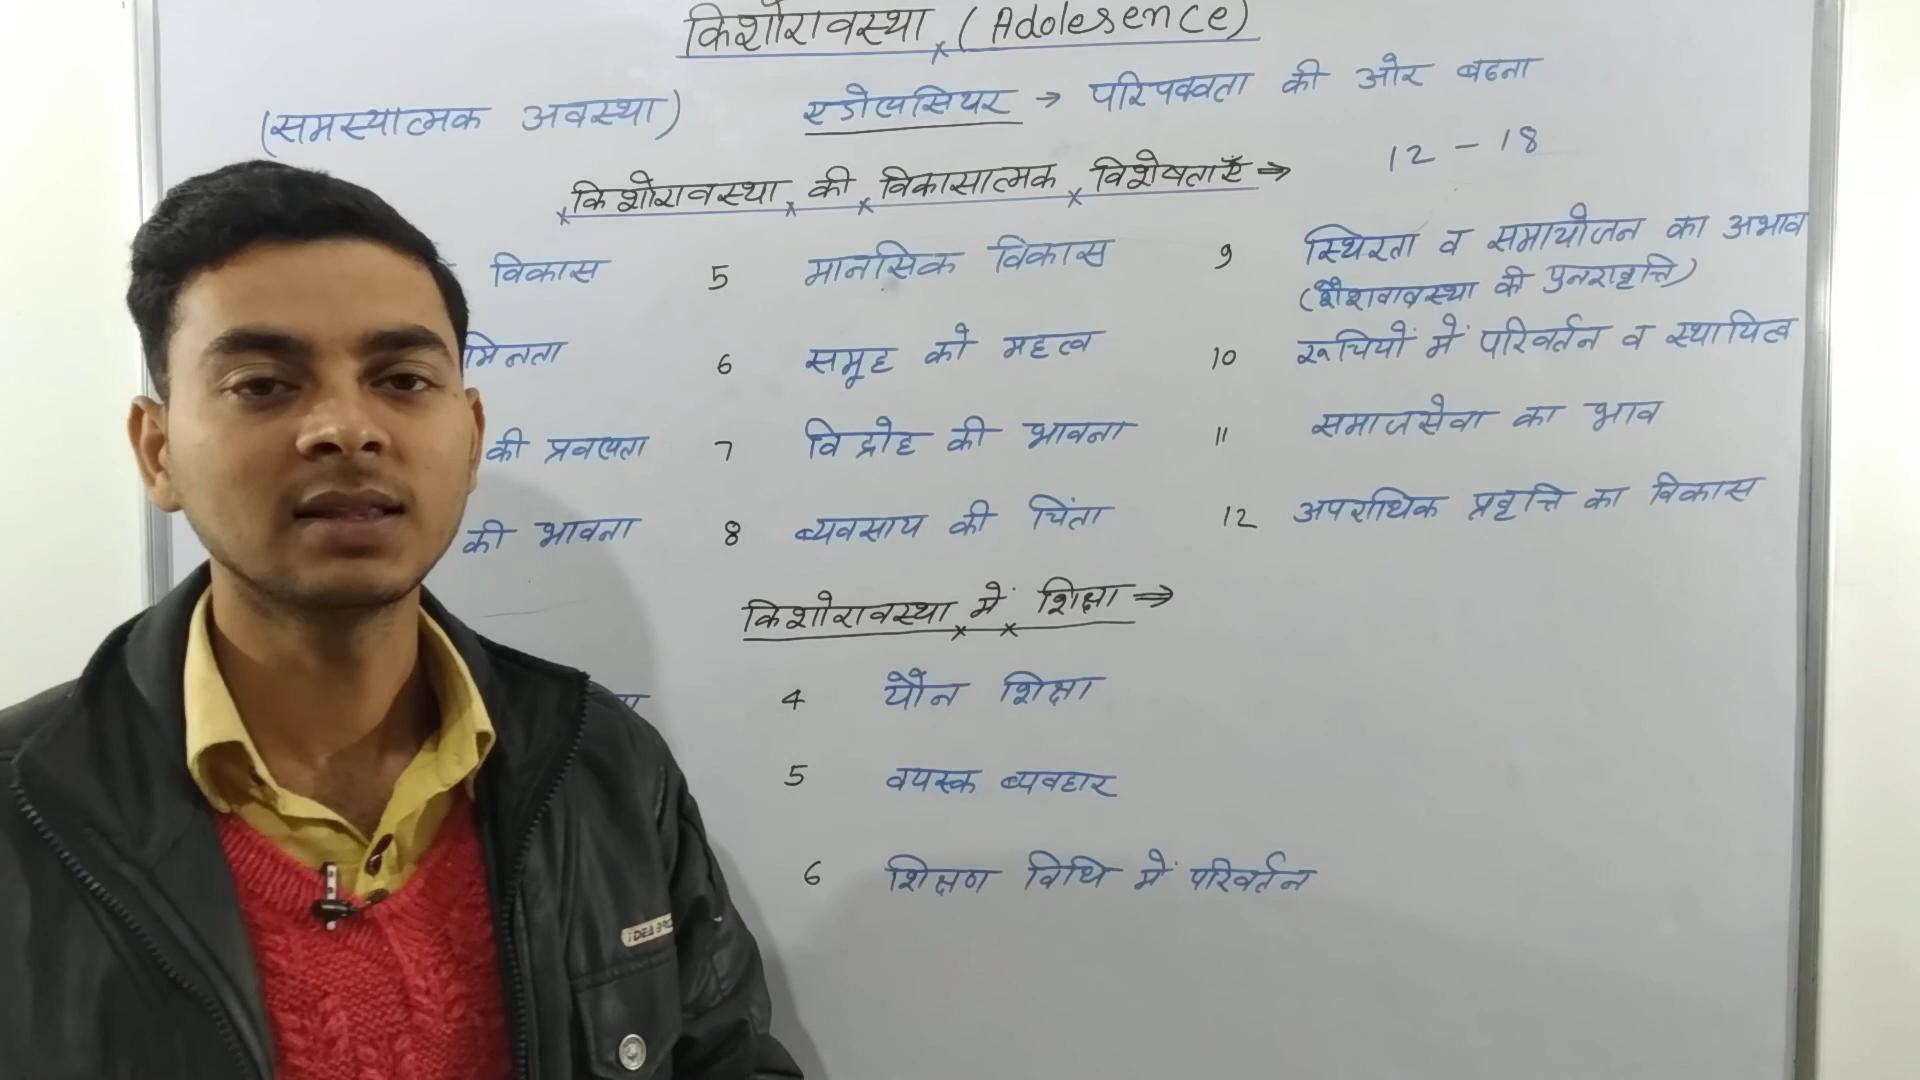 किशोरावस्था (Adolesence)
(समस्यात्मक अवस्था) एडोलसियर → परिपक्वता की ओर बढना
12 - 18
किशोरावस्था की विकासात्मक विशेषताएँ ⇒
विकास 5 मानसिक विकास 9 स्थिरता व समायोजन का अभाव
(शैशवावस्था की पुनरावृत्ति)
भिन्नता 6 समूह को महत्व 10 रूचियों में परिवर्तन व स्थायित्व
की प्रबलता 7 विद्रोह की भावना 11 समाजसेवा का भाव
की भावना 8 व्यवसाय की चिंता 12 अपराधिक प्रवृत्ति का विकास
किशोरावस्था में शिक्षा ⇒
4 यौन शिक्षा
5 वयस्क व्यवहार
6 शिक्षण विधि में परिवर्तन